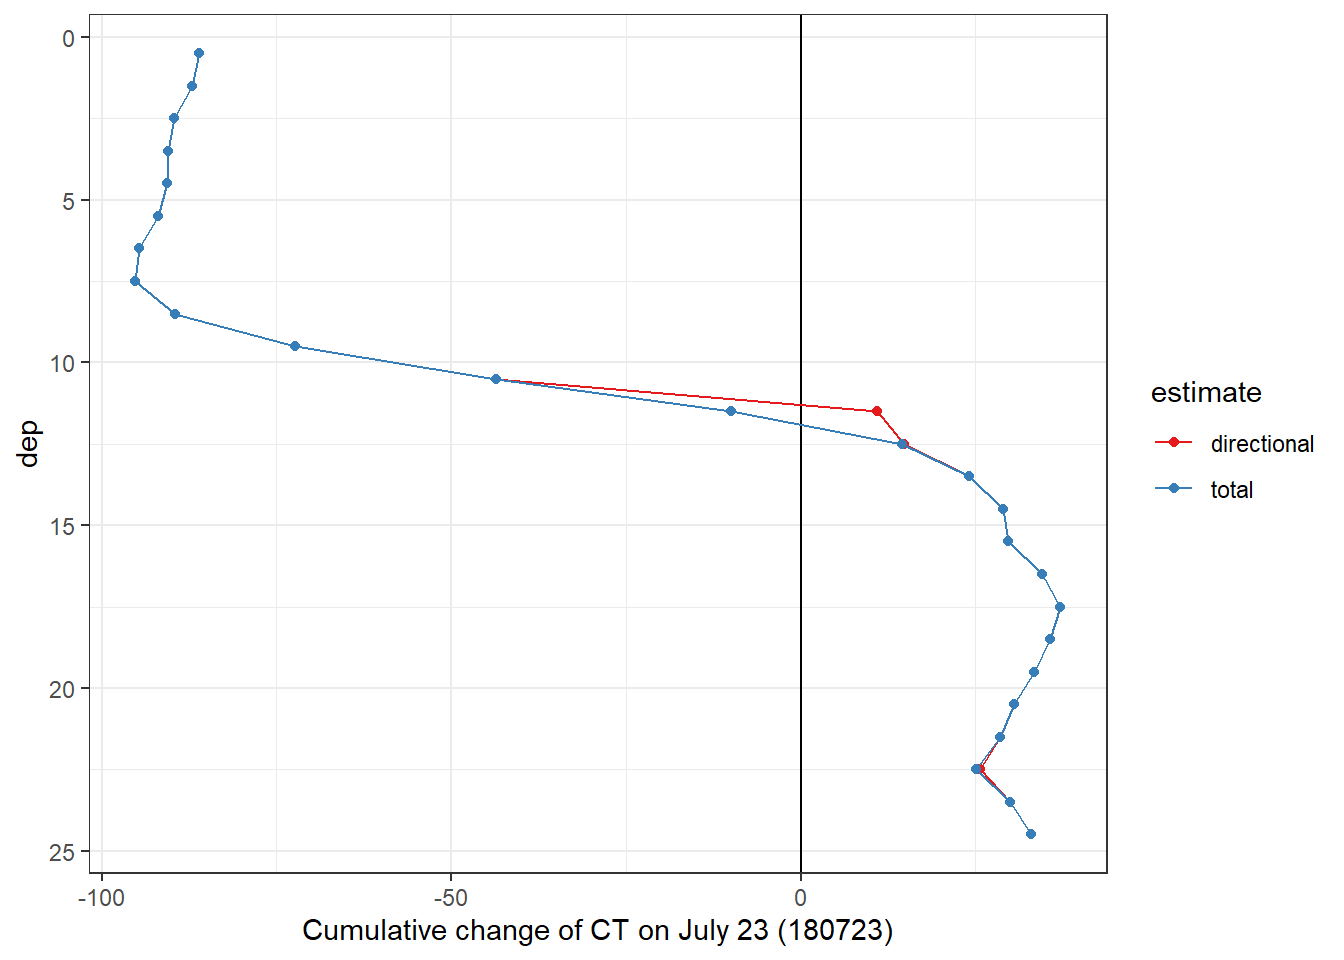 0
5
10
15
20
25
dep
-100
-50
0
Cumulative change of CT on July 23 (180723)
estimate
directional
total